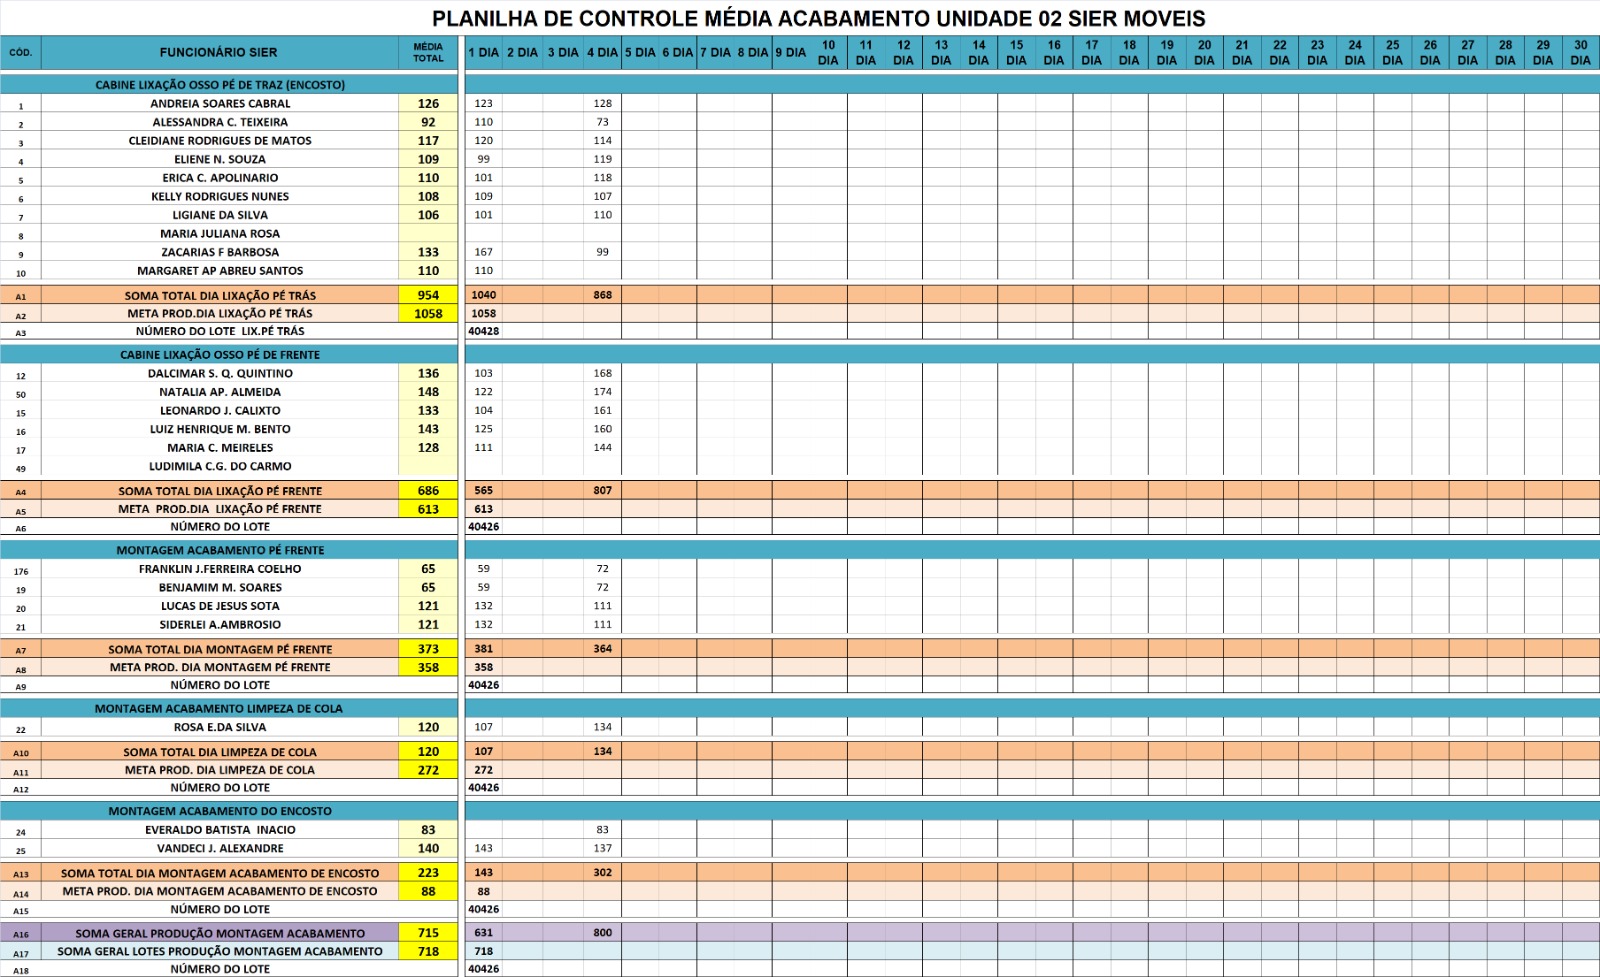 PLANILHA DE CONTROLE MÉDIA ACABAMENTO UNIDADE 02 SIER MOVEIS
CÓD. FUNCIONÁRIO SIER MÉDIA TOTAL 1 DIA 2 DIA 3 DIA 4 DIA 5 DIA 6 DIA 7 DIA 8 DIA 9 DIA 10 DIA 11 DIA 12 DIA 13 DIA 14 DIA 15 DIA 16 DIA 17 DIA 18 DIA 19 DIA 20 DIA 21 DIA 22 DIA 23 DIA 24 DIA 25 DIA 26 DIA 27 DIA 28 DIA 29 DIA 30 DIA
CABINE LIXAÇÃO OSSO PÉ DE TRAZ (ENCOSTO)
1 ANDREIA SOARES CABRAL 126 123 128
2 ALESSANDRA C. TEIXEIRA 92 110 73
3 CLEIDIANE RODRIGUES DE MATOS 117 120 114
4 ELIENE N. SOUZA 109 99 119
5 ERICA C. APOLINARIO 110 101 118
6 KELLY RODRIGUES NUNES 108 109 107
7 LIGIANE DA SILVA 106 101 110
8 MARIA JULIANA ROSA
9 ZACARIAS F BARBOSA 133 167 99
10 MARGARET AP ABREU SANTOS 110 110
A1 SOMA TOTAL DIA LIXAÇÃO PÉ TRÁS 954 1040 868
A2 META PROD.DIA LIXAÇÃO PÉ TRÁS 1058 1058
A3 NÚMERO DO LOTE LIX.PÉ TRÁS 40428
CABINE LIXAÇÃO OSSO PÉ DE FRENTE
12 DALCIMAR S. Q. QUINTINO 136 103 168
50 NATALIA AP. ALMEIDA 148 122 174
15 LEONARDO J. CALIXTO 133 104 161
16 LUIZ HENRIQUE M. BENTO 143 125 160
17 MARIA C. MEIRELES 128 111 144
49 LUDIMILA C.G. DO CARMO
A4 SOMA TOTAL DIA LIXAÇÃO PÉ FRENTE 686 565 807
A5 META PROD.DIA LIXAÇÃO PÉ FRENTE 613 613
A6 NÚMERO DO LOTE 40426
MONTAGEM ACABAMENTO PÉ FRENTE
176 FRANKLIN J.FERREIRA COELHO 65 59 72
19 BENJAMIM M. SOARES 65 59 72
20 LUCAS DE JESUS SOTA 121 132 111
21 SIDERLEI A.AMBROSIO 121 132 111
A7 SOMA TOTAL DIA MONTAGEM PÉ FRENTE 373 381 364
A8 META PROD. DIA MONTAGEM PÉ FRENTE 358 358
A9 NÚMERO DO LOTE 40426
MONTAGEM ACABAMENTO LIMPEZA DE COLA
22 ROSA E.DA SILVA 120 107 134
A10 SOMA TOTAL DIA LIMPEZA DE COLA 120 107 134
A11 META PROD. DIA LIMPEZA DE COLA 272 272
A12 NÚMERO DO LOTE 40426
MONTAGEM ACABAMENTO DO ENCOSTO
24 EVERALDO BATISTA INACIO 83 83
25 VANDECI J. ALEXANDRE 140 143 137
A13 SOMA TOTAL DIA MONTAGEM ACABAMENTO DE ENCOSTO 223 143 302
A14 META PROD. DIA MONTAGEM ACABAMENTO DE ENCOSTO 88 88
A15 NÚMERO DO LOTE 40426
A16 SOMA GERAL PRODUÇÃO MONTAGEM ACABAMENTO 715 631 800
A17 SOMA GERAL LOTES PRODUÇÃO MONTAGEM ACABAMENTO 718 718
A18 NÚMERO DO LOTE 40426